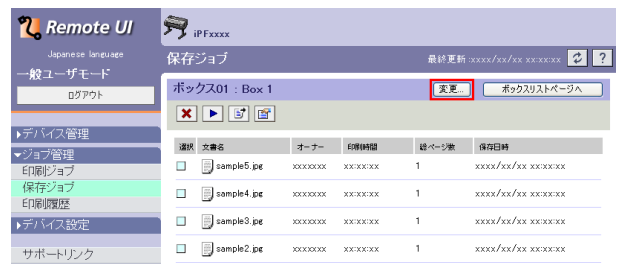 Remote UI
Japanese language
一般ユーザモード
ログアウト
▶デバイス管理
▼ジョブ管理
印刷ジョブ
保存ジョブ
印刷履歴
▶デバイス設定
サポートリンク
iPFxxxx
保存ジョブ
最終更新 :xxxx/xx/xx xx:xx:xx
?
ボックス01 : Box 1
変更...
ボックスリストページへ
選択 文書名 オーナー 印刷時間 総ページ数 保存日時
sample5.jpg xxxxxxx xx:xx:xx 1 xxxx/xx/xx xx:xx:xx
sample4.jpg xxxxxxx xx:xx:xx 1 xxxx/xx/xx xx:xx:xx
sample3.jpg xxxxxxx xx:xx:xx 1 xxxx/xx/xx xx:xx:xx
sample2.jpg xxxxxxx xx:xx:xx 1 xxxx/xx/xx xx:xx:xx